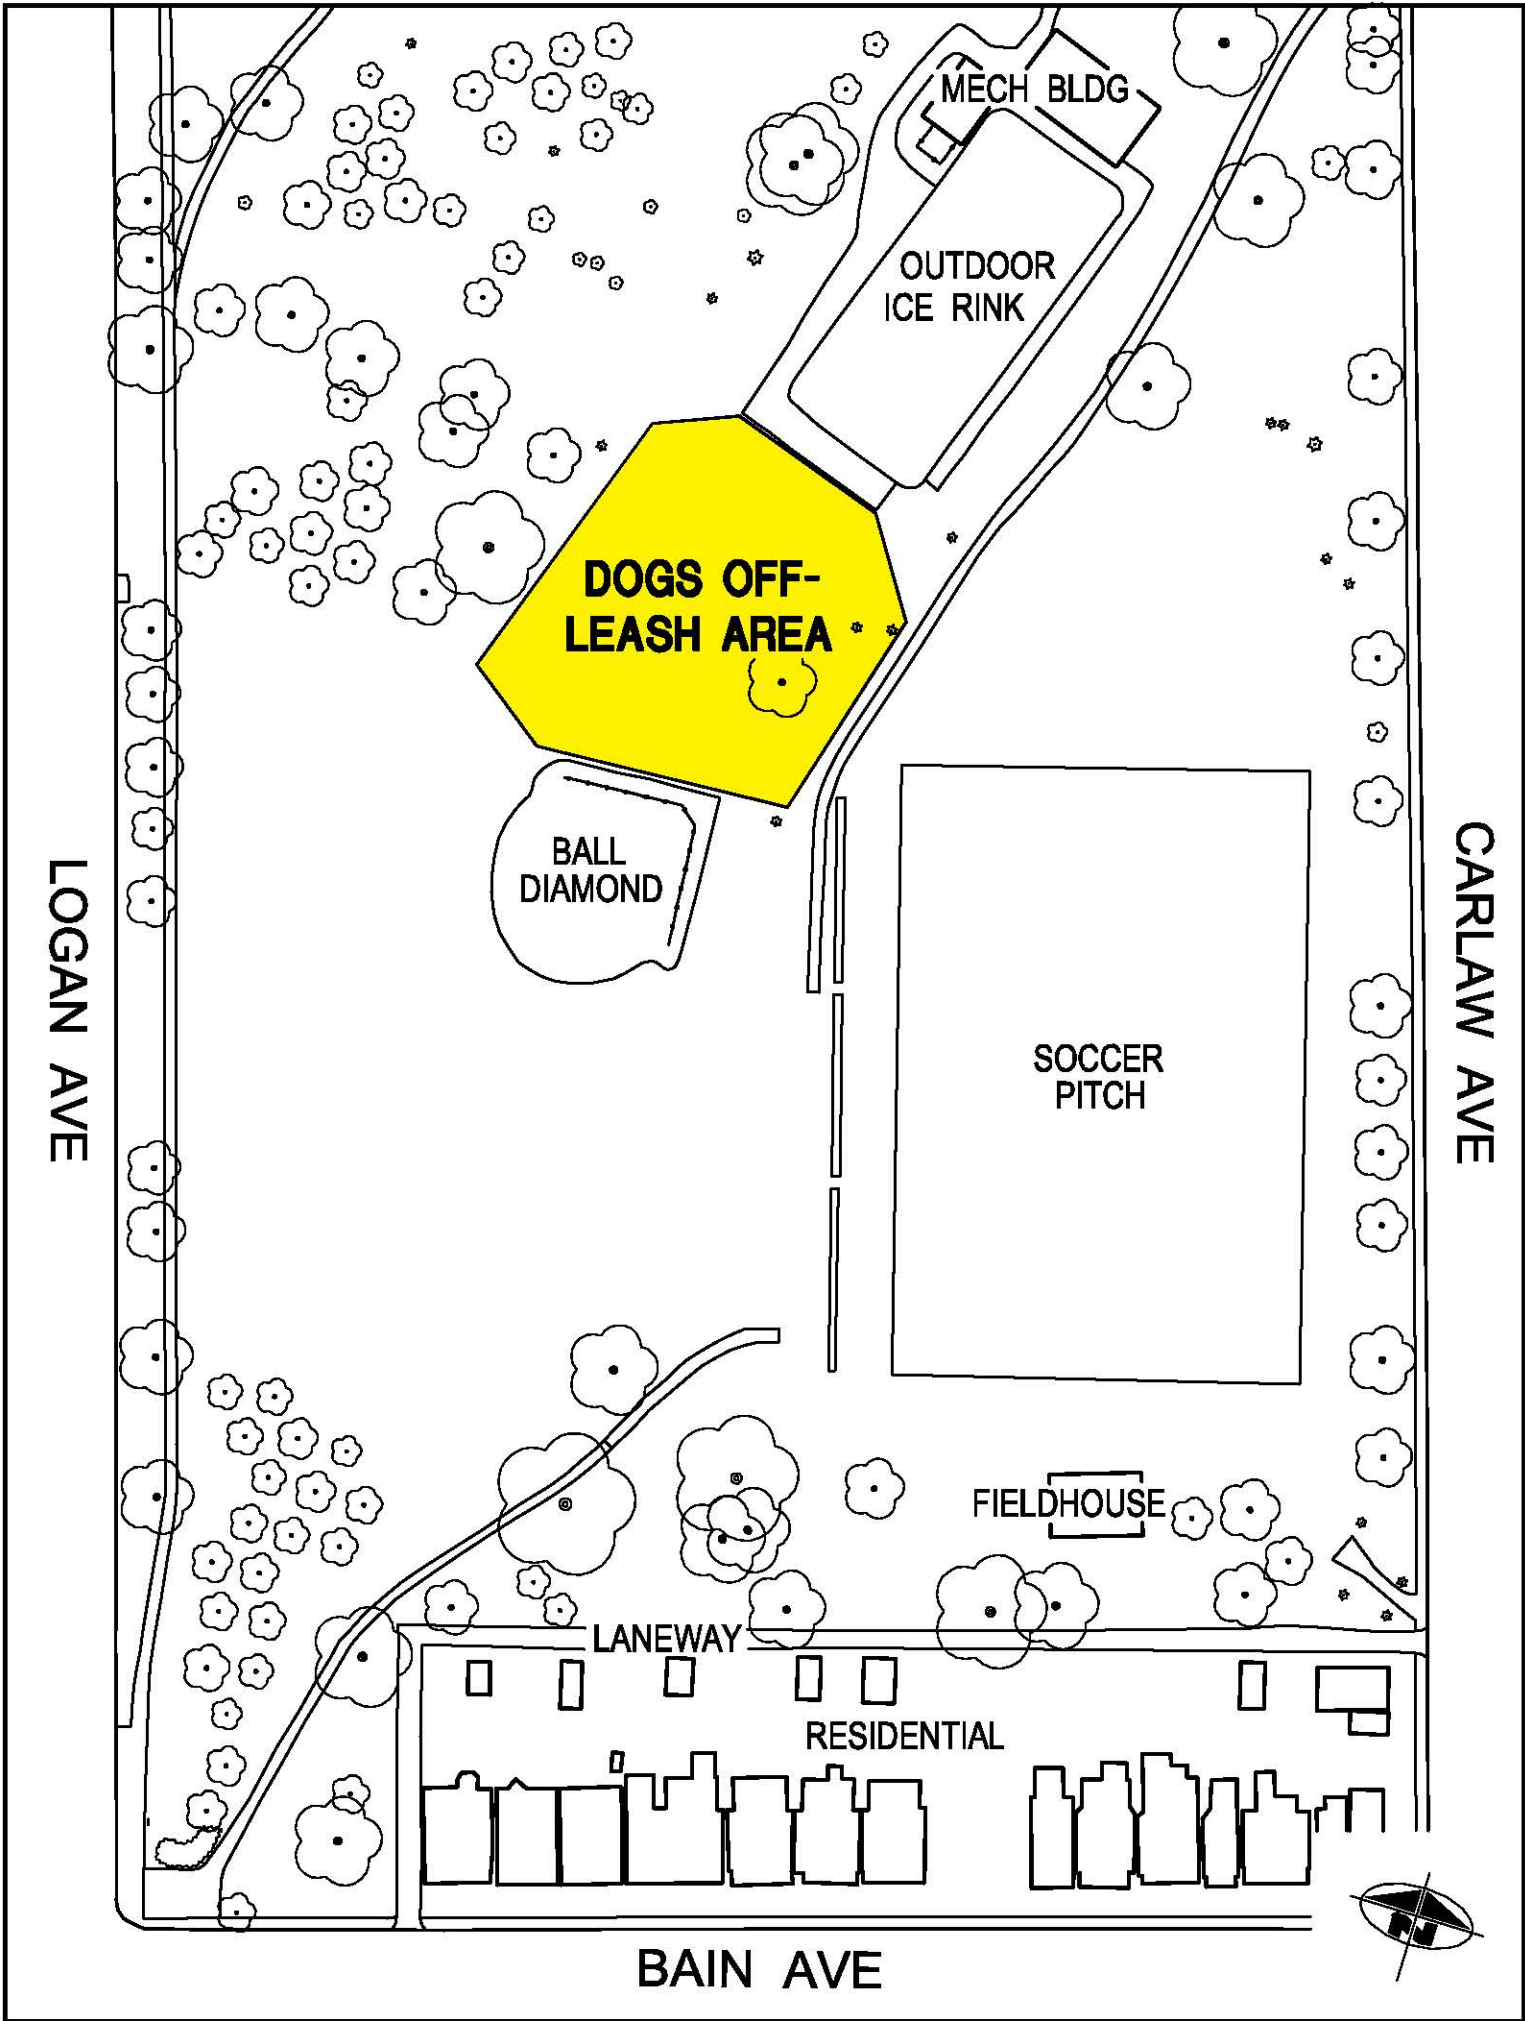 MECH BLDG
OUTDOOR
ICE RINK
DOGS OFF-
LEASH AREA
BALL
DIAMOND
LOGAN AVE
CARLAW AVE
SOCCER
PITCH
FIELDHOUSE
LANEWAY
RESIDENTIAL
N
BAIN AVE